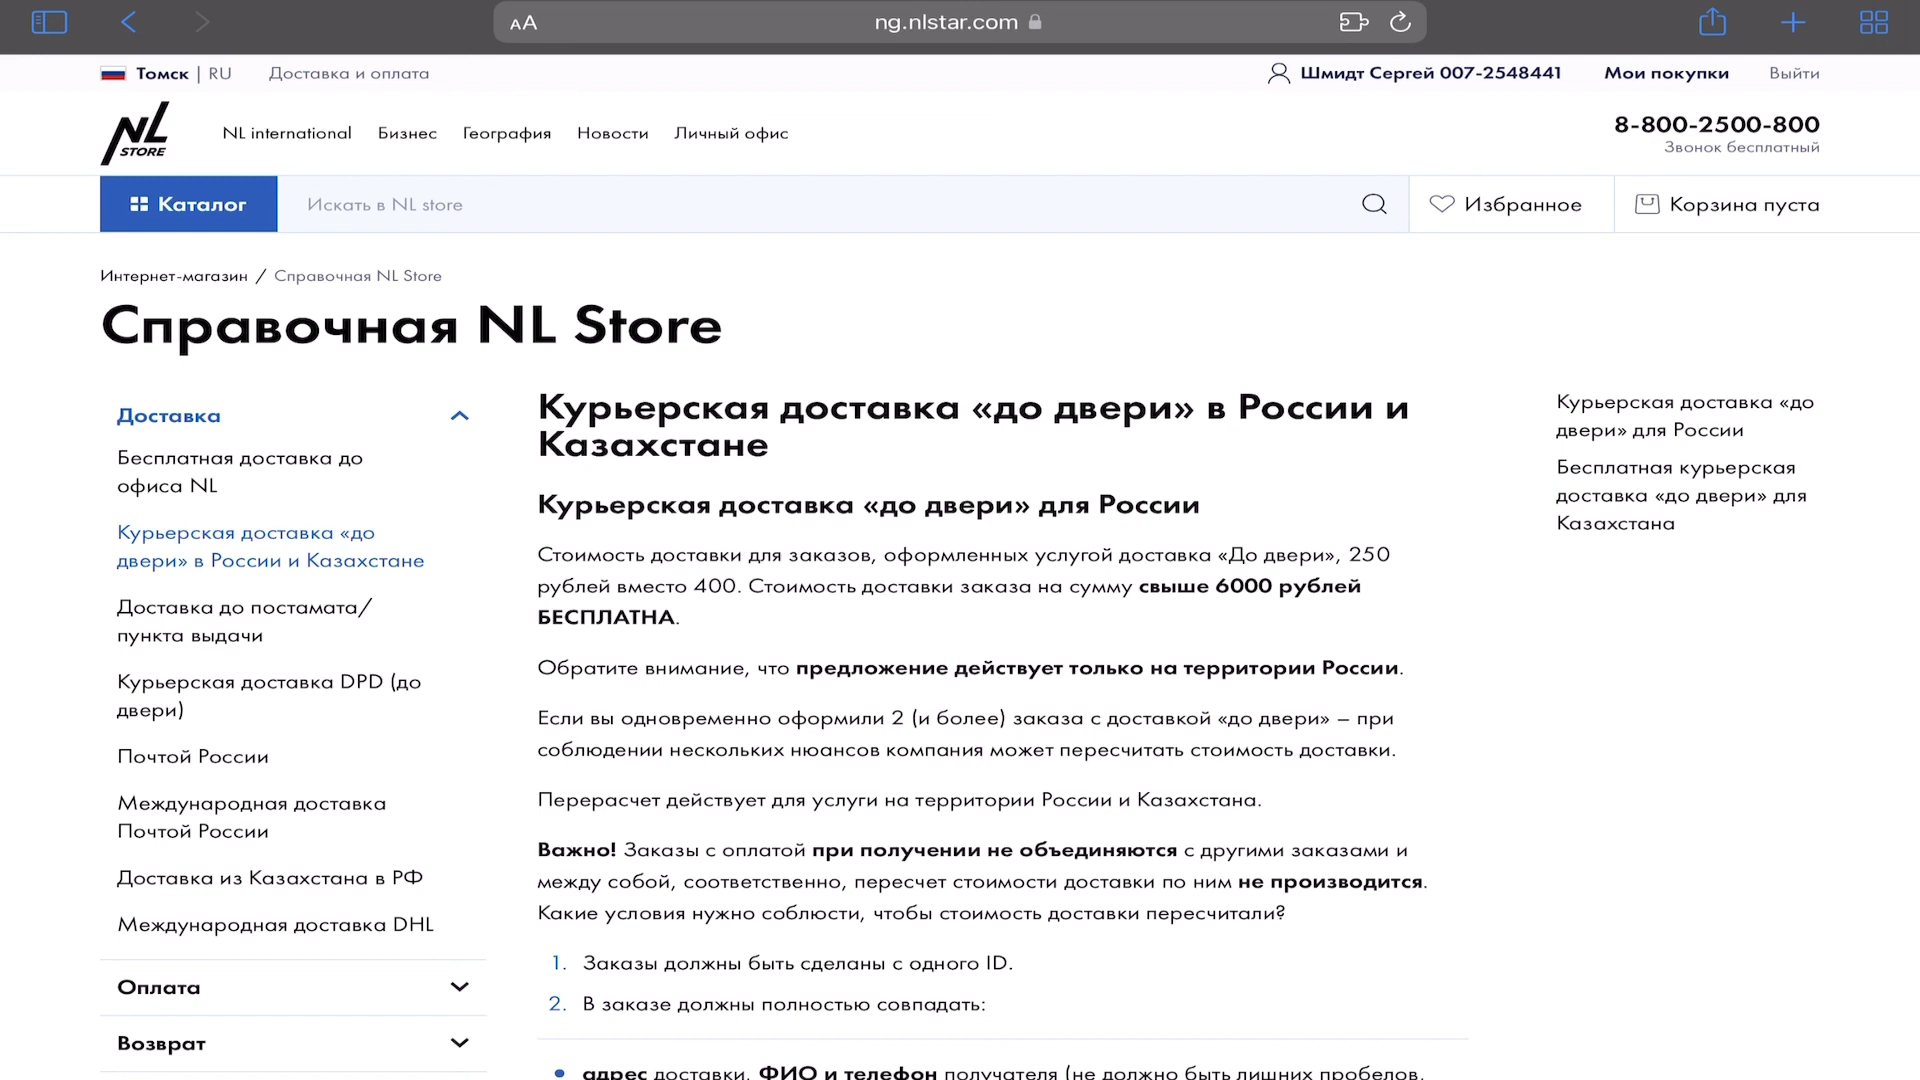 AA
ng.nlstar.com
Томск | RU
Доставка и оплата
Шмидт Сергей 007-2548441
Мои покупки
Выйти
NL
STORE
NL international
Бизнес
География
Новости
Личный офис
8-800-2500-800
Звонок бесплатный
Каталог
Искать в NL store
Избранное
Корзина пуста
Интернет-магазин / Справочная NL Store
Справочная NL Store
Доставка
Бесплатная доставка до
офиса NL
Курьерская доставка «до
двери» в России и Казахстане
Доставка до постамата/
пункта выдачи
Курьерская доставка DPD (до
двери)
Почтой России
Международная доставка
Почтой России
Доставка из Казахстана в РФ
Международная доставка DHL
Оплата
Возврат
Курьерская доставка «до двери» в России и
Казахстане
Курьерская доставка «до двери» для России
Стоимость доставки для заказов, оформленных услугой доставка «До двери», 250
рублей вместо 400. Стоимость доставки заказа на сумму свыше 6000 рублей
БЕСПЛАТНА.
Обратите внимание, что предложение действует только на территории России.
Если вы одновременно оформили 2 (и более) заказа с доставкой «до двери» – при
соблюдении нескольких нюансов компания может пересчитать стоимость доставки.
Перерасчет действует для услуги на территории России и Казахстана.
Важно! Заказы с оплатой при получении не объединяются с другими заказами и
между собой, соответственно, пересчет стоимости доставки по ним не производится.
Какие условия нужно соблюсти, чтобы стоимость доставки пересчитали?
1. Заказы должны быть сделаны с одного ID.
2. В заказе должны полностью совпадать:
• адрес доставки, ФИО и телефон получателя (не должно быть лишних пробелов,
Курьерская доставка «до
двери» для России
Бесплатная курьерская
доставка «до двери» для
Казахстана